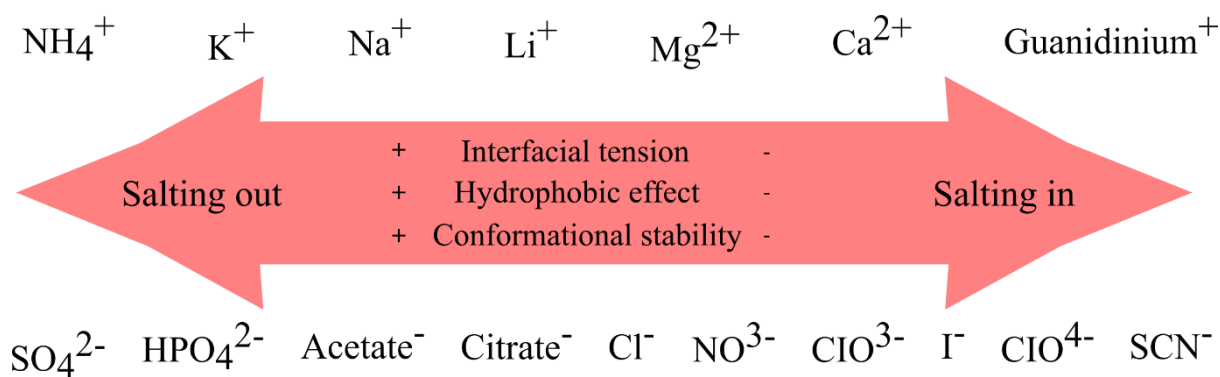 NH4+ K+ Na+ Li+ Mg2+ Ca2+ Guanidinium+
+ Interfacial tension -
Salting out + Hydrophobic effect - Salting in
+ Conformational stability -
SO42- HPO42- Acetate- Citrate- Cl- NO3- ClO3- I- ClO4- SCN-